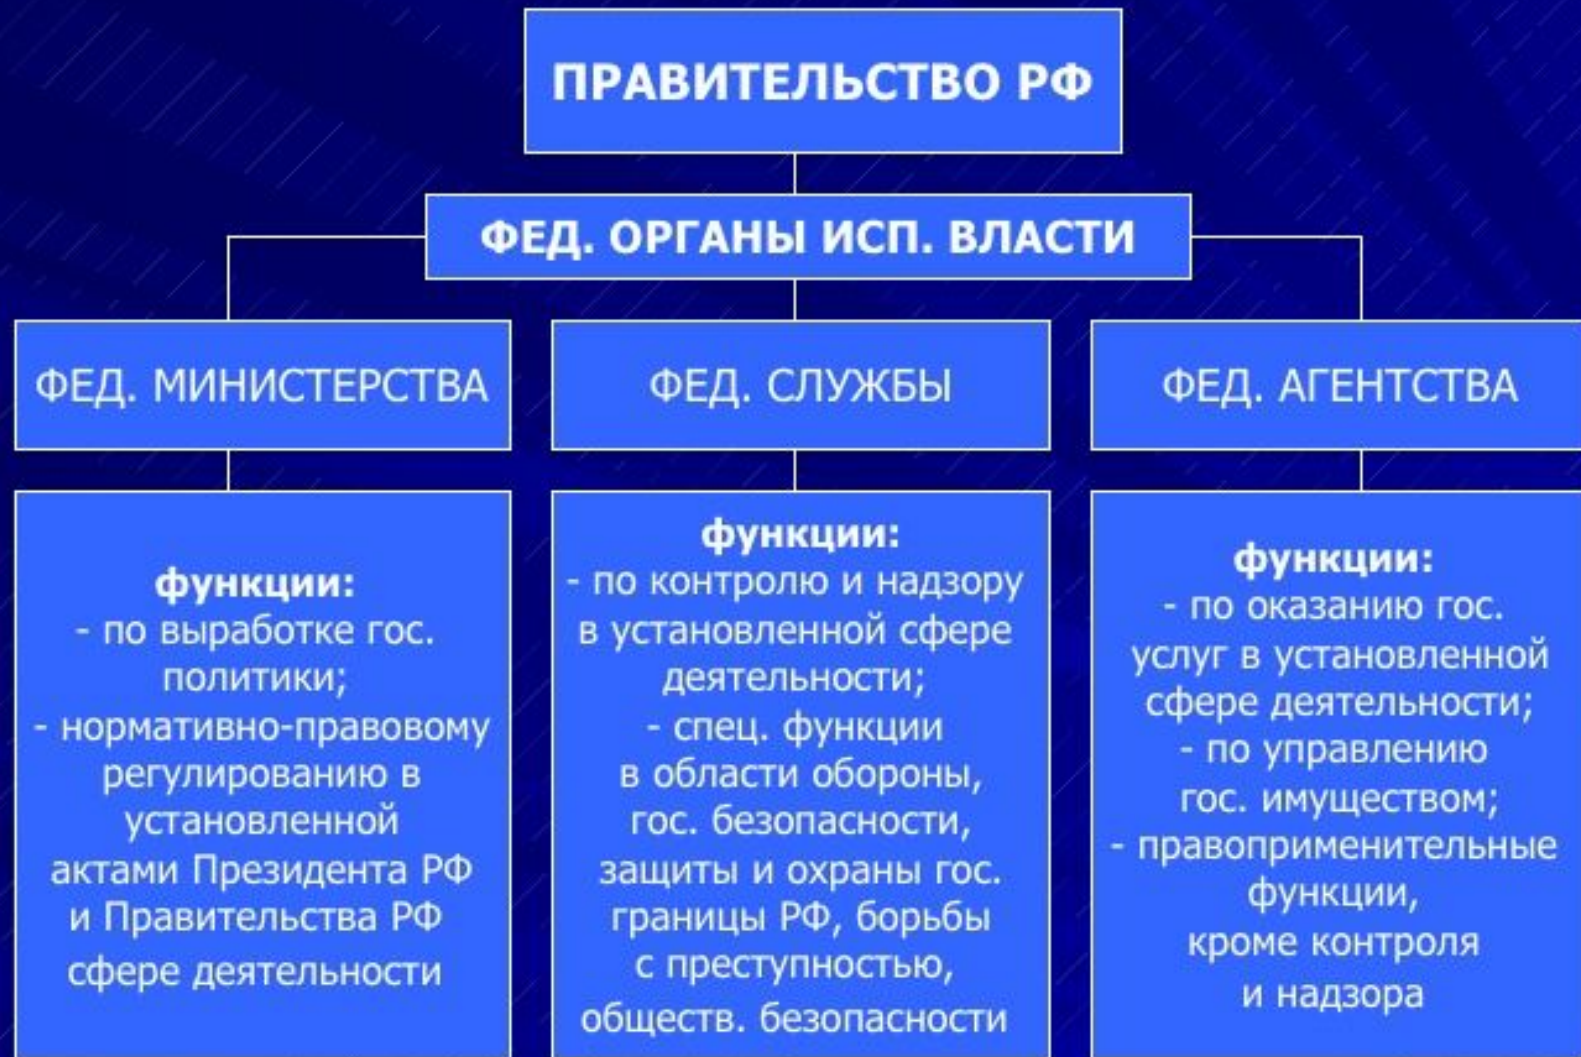 ПРАВИТЕЛЬСТВО РФ
ФЕД. ОРГАНЫ ИСП. ВЛАСТИ
ФЕД. МИНИСТЕРСТВА
функции:
- по выработке гос.
политики;
- нормативно-правовому
регулированию в
установленной
актами Президента РФ
и Правительства РФ
сфере деятельности
ФЕД. СЛУЖБЫ
функции:
- по контролю и надзору
в установленной сфере
деятельности;
- спец. функции
в области обороны,
гос. безопасности,
защиты и охраны гос.
границы РФ, борьбы
с преступностью,
обществ. безопасности
ФЕД. АГЕНТСТВА
функции:
- по оказанию гос.
услуг в установленной
сфере деятельности;
- по управлению
гос. имуществом;
- правоприменительные
функции,
кроме контроля
и надзора